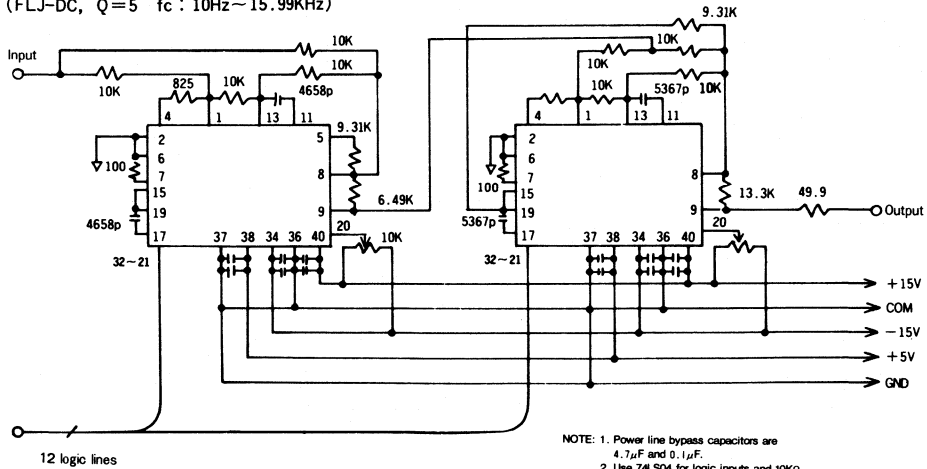 (FLJ-DC, Q=5 fc : 10Hz~15.99KHz)
Input
10K
10K
10K
825
10K
4658p
4
1
13
11
2
6
7
15
19
17
100
4658p
5
8
9
20
9.31K
6.49K
10K
37
38
34
36
40
32~21
9.31K
10K
10K
10K
5367p
10K
4
1
13
11
2
6
7
15
19
17
100
5367p
8
9
20
13.3K
49.9
Output
37
38
34
36
40
32~21
+15V
COM
-15V
+5V
GND
12 logic lines
NOTE: 1. Power line bypass capacitors are
4.7μF and 0.1μF.
2. Use 74LS04 for logic inputs and 10KΩ